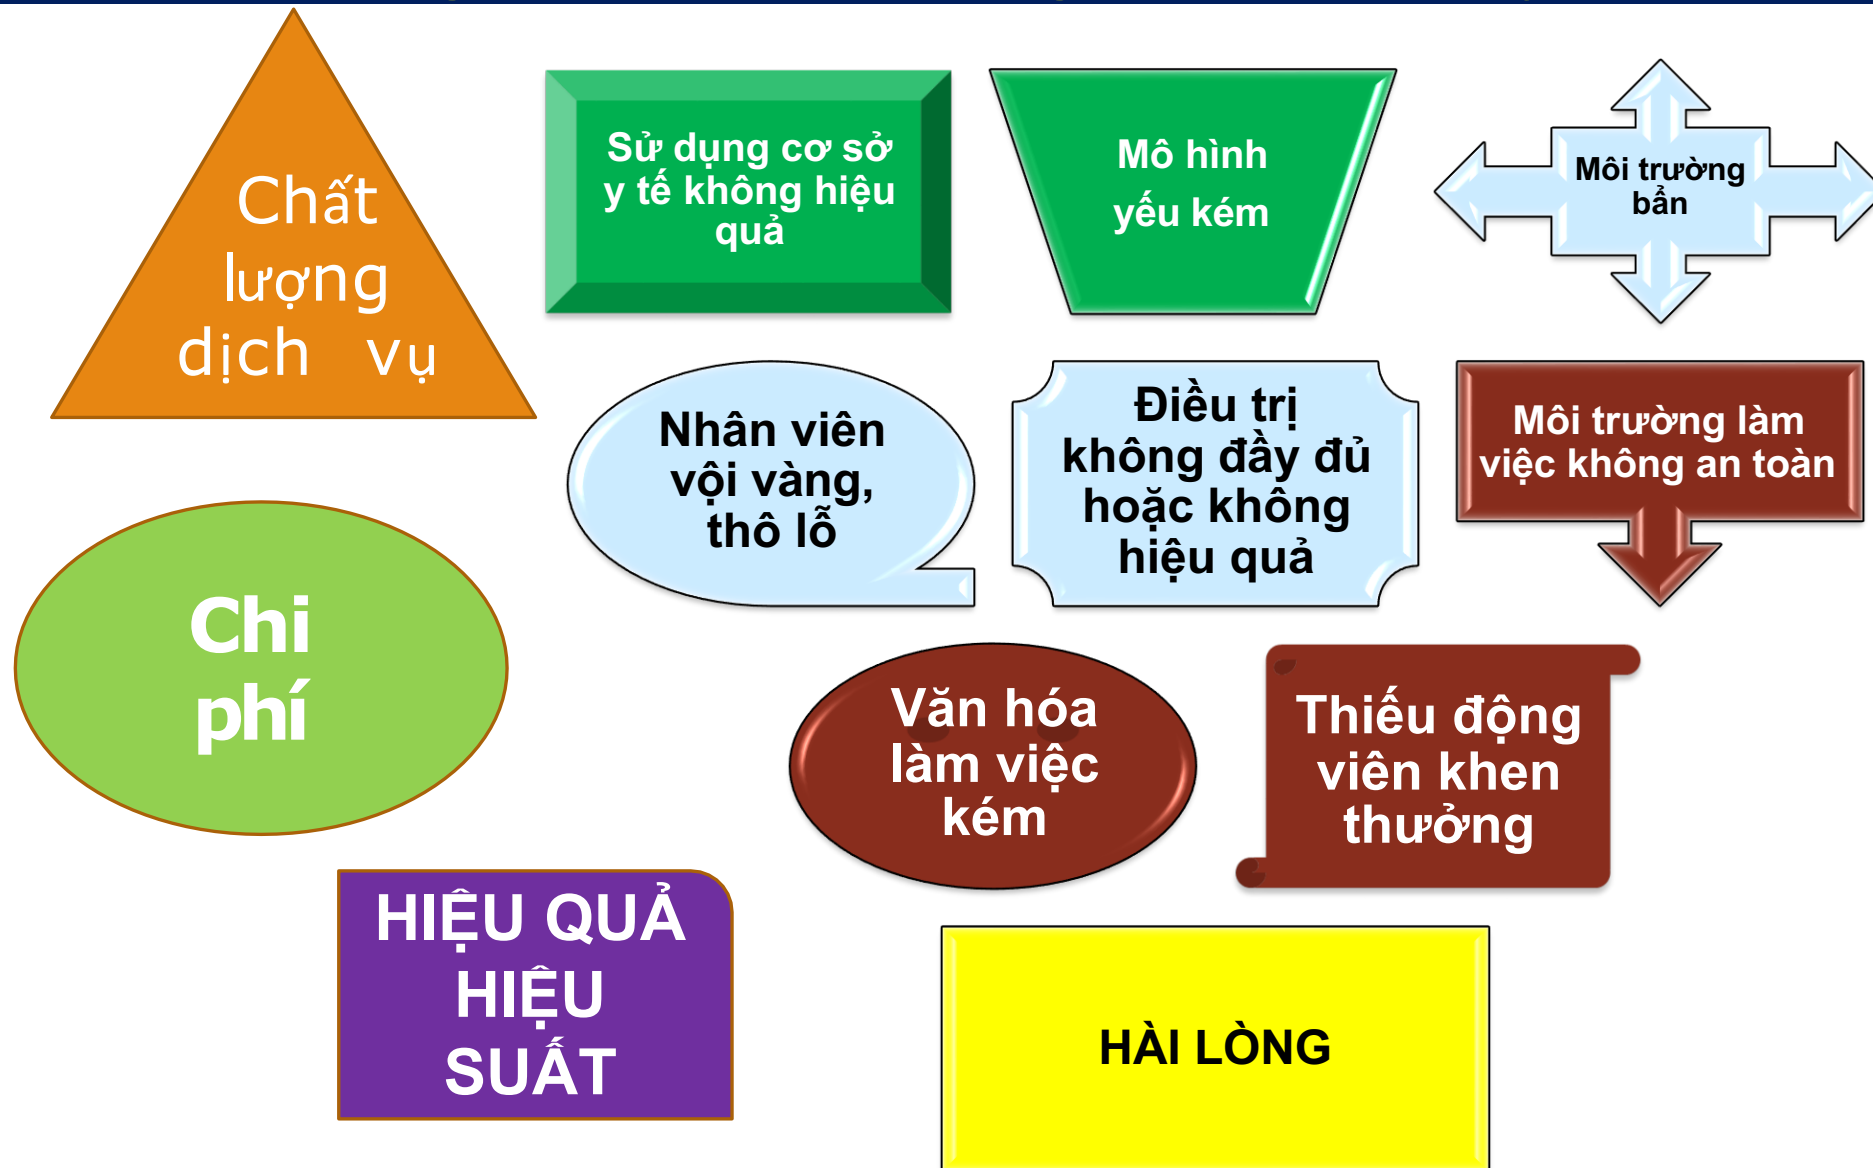 Chất
lượng
dịch vụ
Sử dụng cơ sở
y tế không hiệu
quả
Mô hình
yếu kém
Môi trường
bẩn
Nhân viên
vội vàng,
thô lỗ
Điều trị
không đầy đủ
hoặc không
hiệu quả
Môi trường làm
việc không an toàn
Chi
phí
Văn hóa
làm việc
kém
Thiếu động
viên khen
thưởng
HIỆU QUẢ
HIỆU
SUẤT
HÀI LÒNG